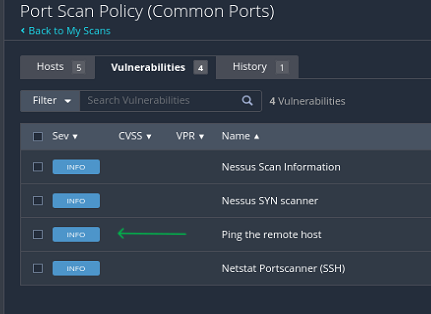 Port Scan Policy (Common Ports)
‹ Back to My Scans
Hosts 5 Vulnerabilities 4 History 1
Filter Search Vulnerabilities 4 Vulnerabilities
Sev CVSS VPR Name
INFO Nessus Scan Information
INFO Nessus SYN scanner
INFO Ping the remote host
INFO Netstat Portscanner (SSH)